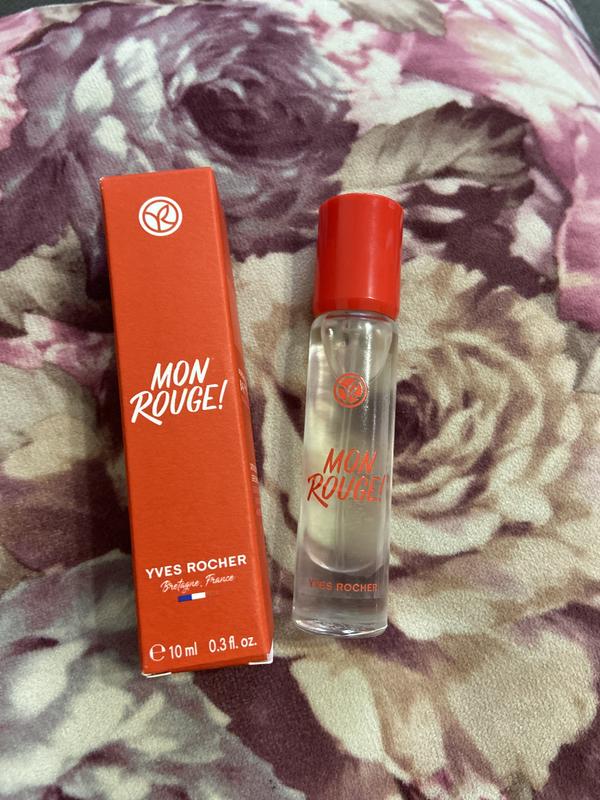 MON
ROUGE!
YVES ROCHER
Bretagne, France
℮ 10 ml 0.3 fl. oz.
MON
ROUGE!
YVES ROCHER